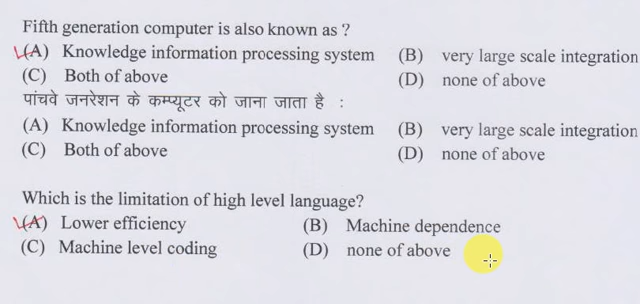 Fifth generation computer is also known as ?
(A) Knowledge information processing system (B) very large scale integration
(C) Both of above (D) none of above
पांचवे जनरेशन के कम्प्यूटर को जाना जाता है :
(A) Knowledge information processing system (B) very large scale integration
(C) Both of above (D) none of above
Which is the limitation of high level language?
(A) Lower efficiency (B) Machine dependence
(C) Machine level coding (D) none of above